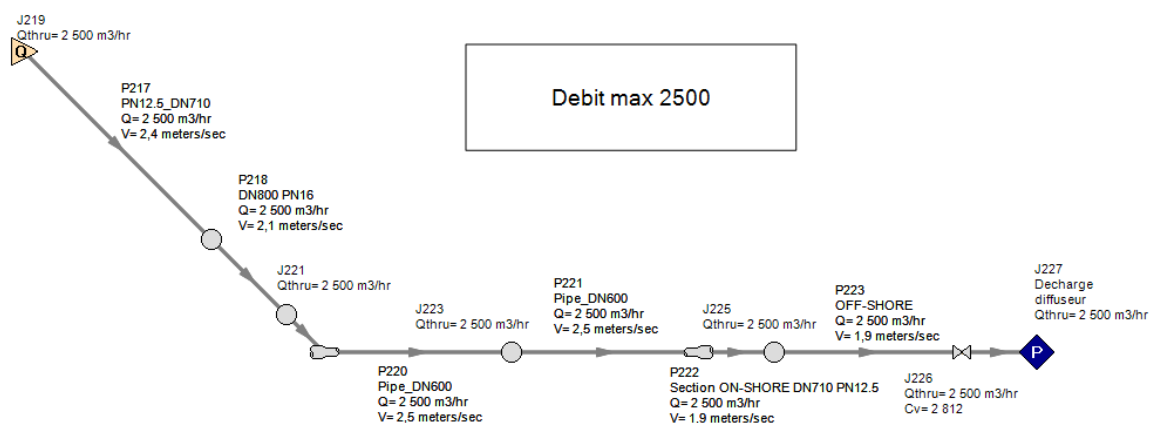 J219
Qthru= 2 500 m3/hr
Q
P217
PN12.5_DN710
Q= 2 500 m3/hr
V= 2,4 meters/sec
Debit max 2500
P218
DN800 PN16
Q= 2 500 m3/hr
V= 2,1 meters/sec
J221
Qthru= 2 500 m3/hr
J223
Qthru= 2 500 m3/hr
P220
Pipe_DN600
Q= 2 500 m3/hr
V= 2,5 meters/sec
P221
Pipe_DN600
Q= 2 500 m3/hr
V= 2,5 meters/sec
J225
Qthru= 2 500 m3/hr
P222
Section ON-SHORE DN710 PN12.5
Q= 2 500 m3/hr
V= 1.9 meters/sec
P223
OFF-SHORE
Q= 2 500 m3/hr
V= 1,9 meters/sec
J226
Qthru= 2 500 m3/hr
Cv= 2 812
J227
Decharge
diffuseur
Qthru= 2 500 m3/hr
P